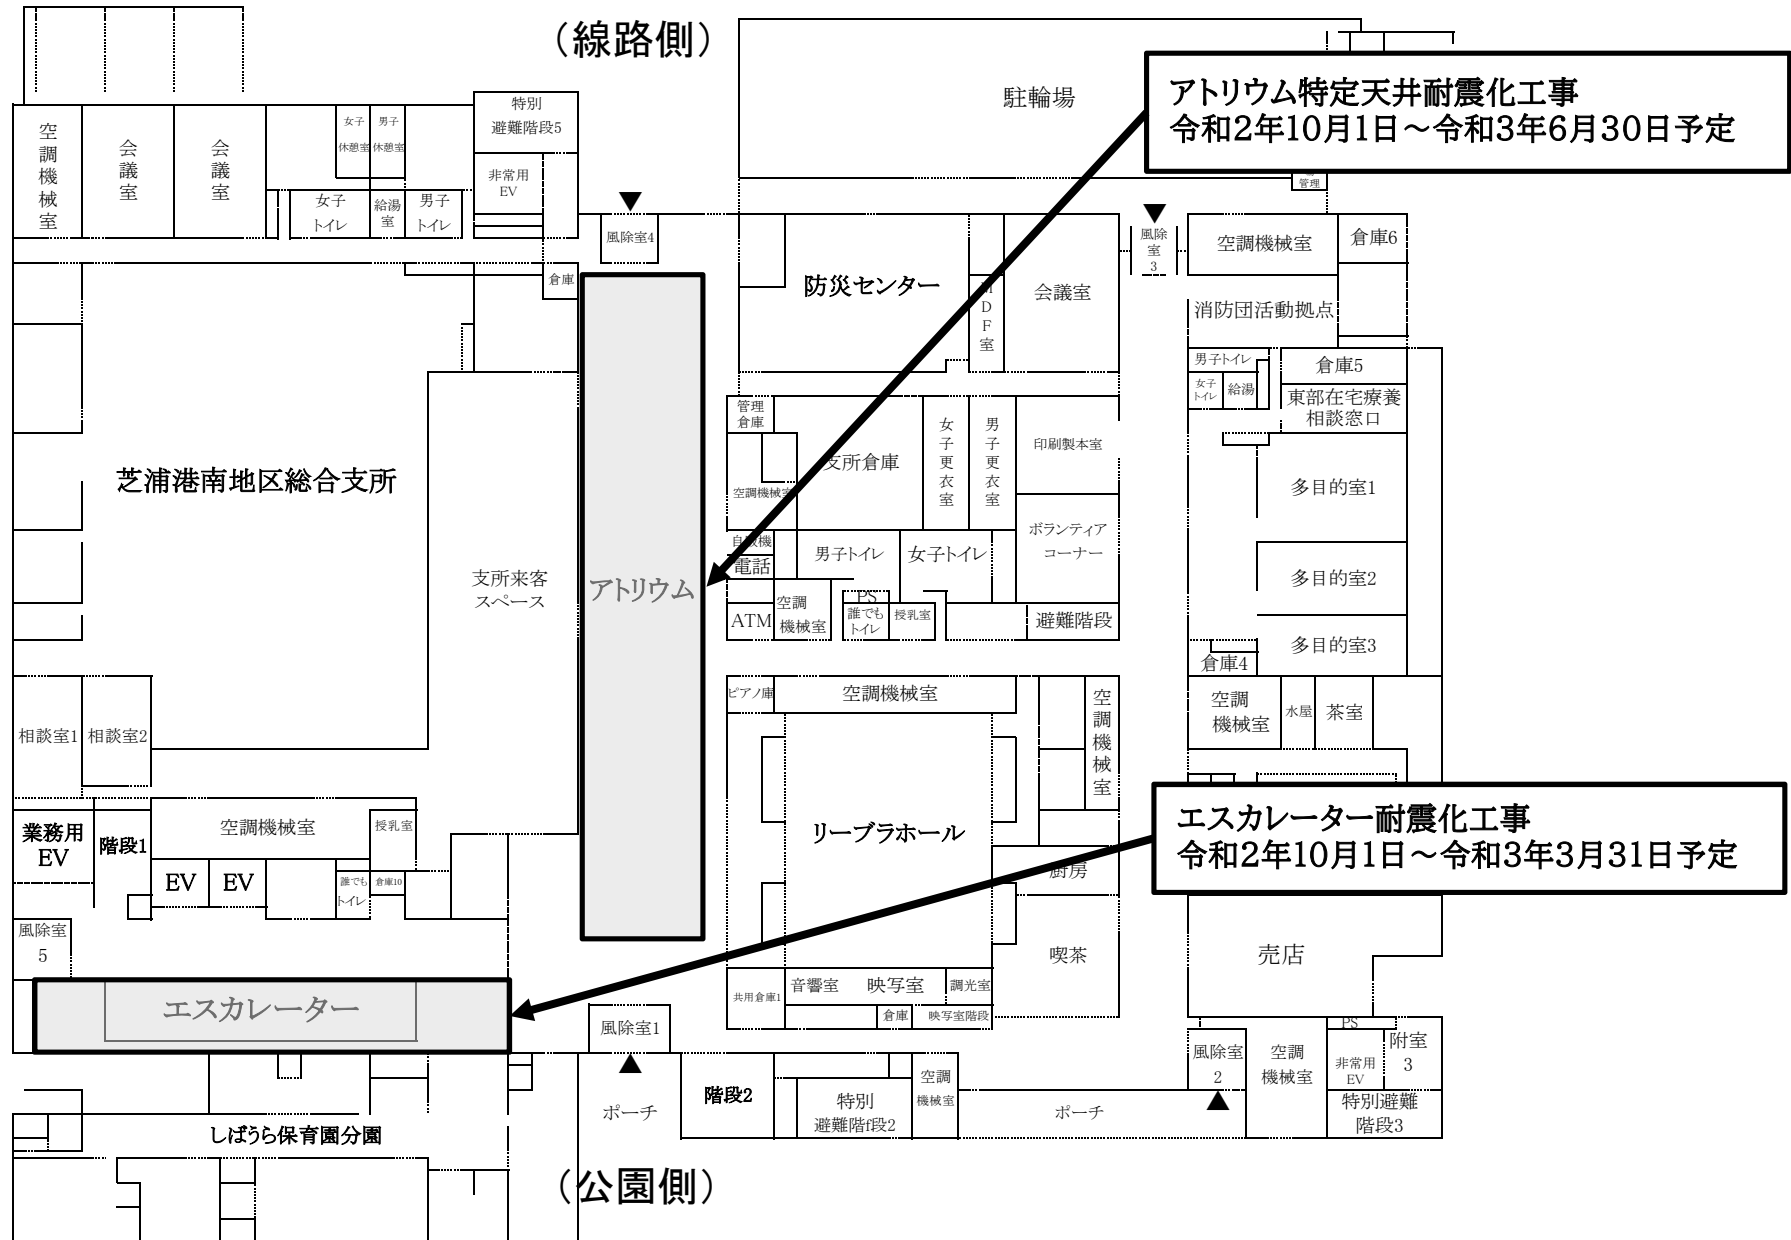 （線路側）
駐輪場
アトリウム特定天井耐震化工事
令和2年10月1日～令和3年6月30日予定
管理
空調機械室
会議室
会議室
女子
休憩室
男子
休憩室
特別
避難階段5
非常用
EV
女子
トイレ
給湯室
男子
トイレ
風除室4
倉庫
防災センター
MDF室
会議室
風除室3
空調機械室
倉庫6
消防団活動拠点
男子トイレ
女子
トイレ
給湯
倉庫5
東部在宅療養
相談窓口
芝浦港南地区総合支所
支所来客
スペース
アトリウム
管理
倉庫
支所倉庫
空調機械室
女子更衣室
男子更衣室
印刷製本室
ボランティア
コーナー
自販機
電話
男子トイレ
女子トイレ
ATM
空調
機械室
PS
誰でも
トイレ
授乳室
避難階段
多目的室1
多目的室2
多目的室3
倉庫4
空調
機械室
水屋
茶室
相談室1
相談室2
ピアノ庫
空調機械室
空調機械室
リーブラホール
エスカレーター耐震化工事
令和2年10月1日～令和3年3月31日予定
業務用
EV
階段1
空調機械室
授乳室
EV
EV
誰でも
トイレ
倉庫10
厨房
喫茶
売店
風除室
5
エスカレーター
共用倉庫1
音響室
映写室
調光室
倉庫
映写室階段
風除室1
風除室
2
空調
機械室
PS
附室
3
非常用
EV
特別避難
階段3
ポーチ
階段2
特別
避難階f段2
空調
機械室
ポーチ
しばうら保育園分園
（公園側）